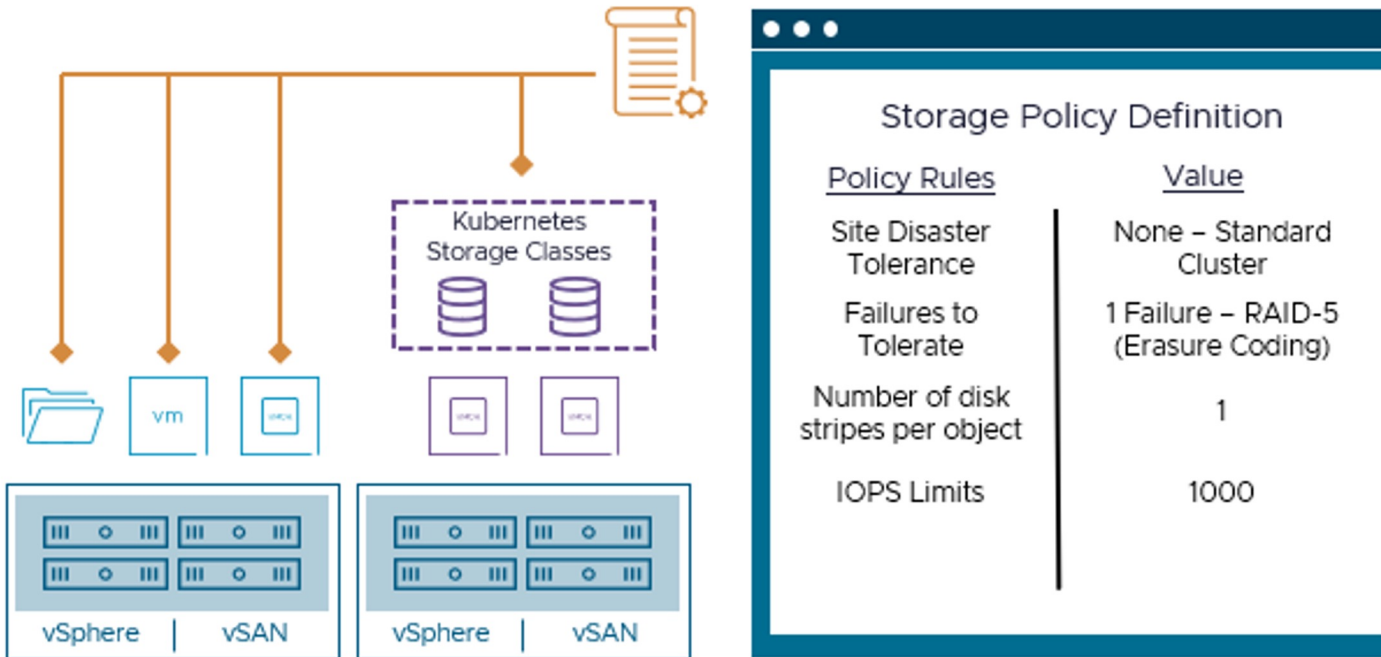 Kubernetes
Storage Classes
vm
vSphere | vSAN
vSphere | vSAN
Storage Policy Definition
Policy Rules
Value
Site Disaster
Tolerance
None – Standard
Cluster
Failures to
Tolerate
1 Failure – RAID-5
(Erasure Coding)
Number of disk
stripes per object
1
IOPS Limits
1000